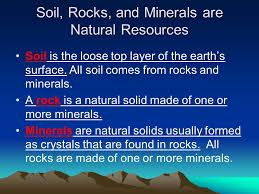 Soil, Rocks, and Minerals are
Natural Resources
• Soil is the loose top layer of the earth's
surface. All soil comes from rocks and
minerals.
• A rock is a natural solid made of one or
more minerals.
• Minerals are natural solids usually formed
as crystals that are found in rocks. All
rocks are made of one or more minerals.